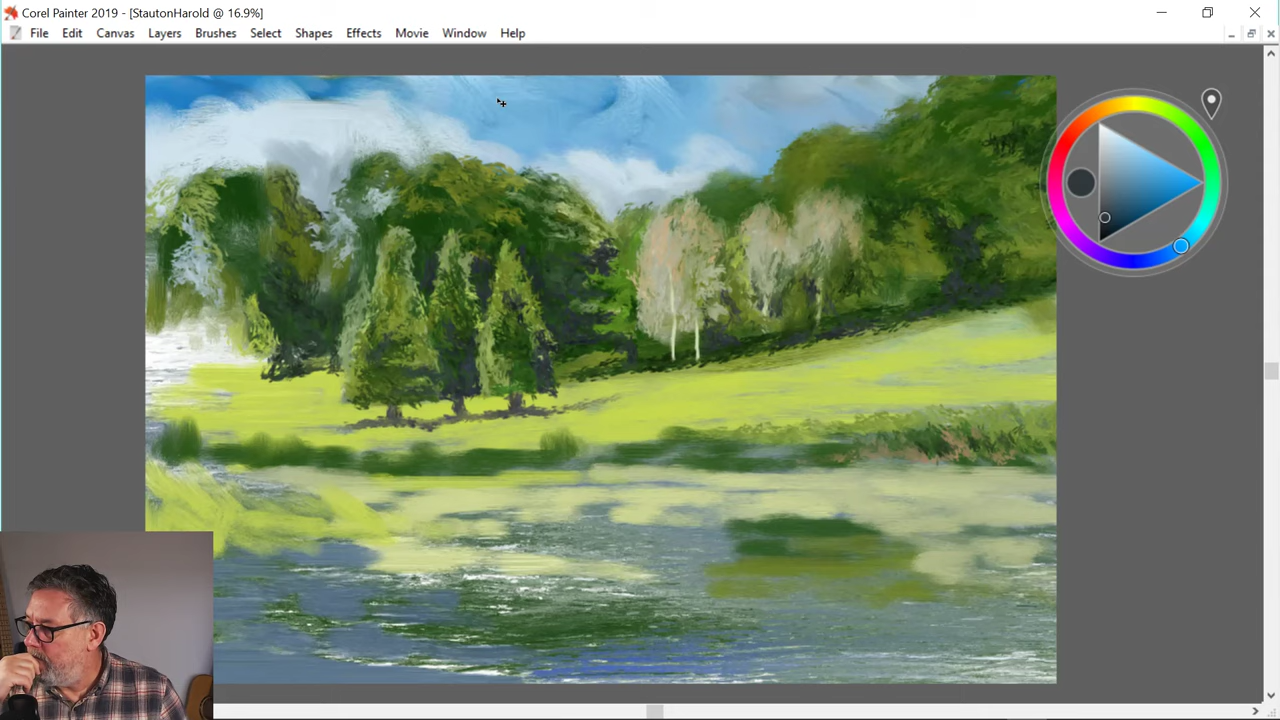 Corel Painter 2019 - [StautonHarold @ 16.9%]
File Edit Canvas Layers Brushes Select Shapes Effects Movie Window Help